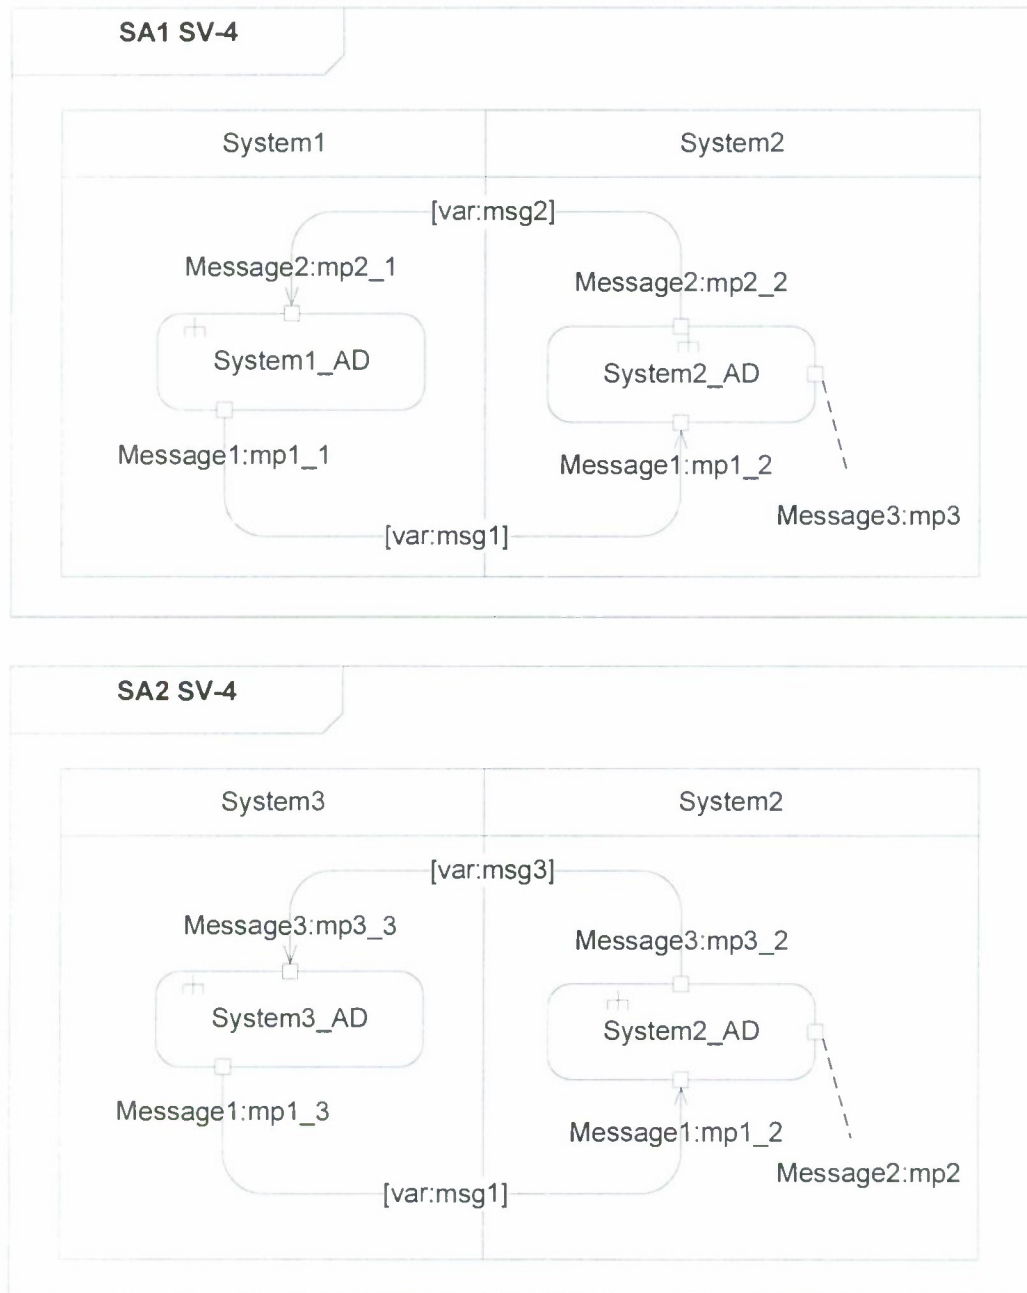 SA1 SV-4
System1
System2
[var:msg2]
Message2:mp2_1
Message2:mp2_2
System1_AD
System2_AD
Message1:mp1_1
Message1:mp1_2
Message3:mp3
[var:msg1]
SA2 SV-4
System3
System2
[var:msg3]
Message3:mp3_3
Message3:mp3_2
System3_AD
System2_AD
Message1:mp1_3
Message1:mp1_2
Message2:mp2
[var:msg1]